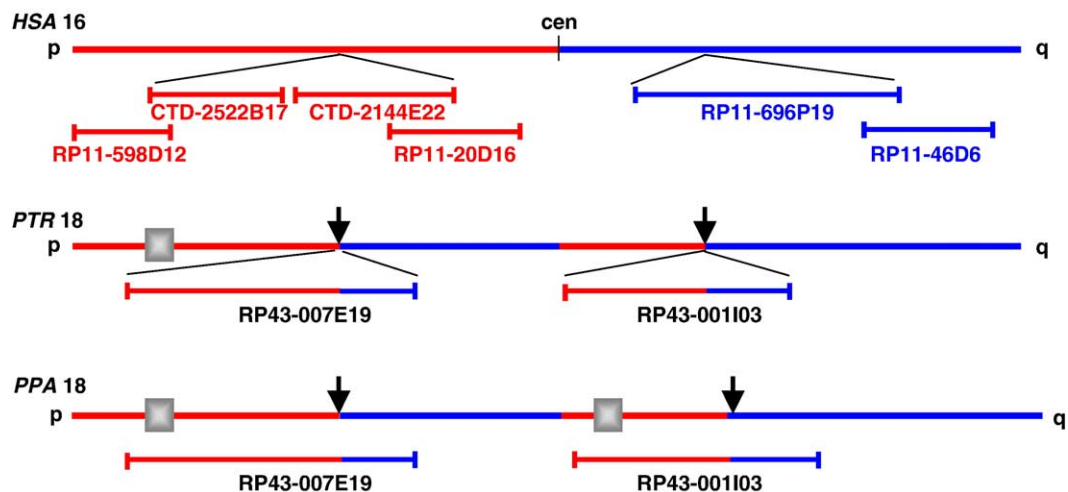 HSA 16
cen
p
q
CTD-2522B17 CTD-2144E22 RP11-696P19
RP11-598D12 RP11-20D16 RP11-46D6
PTR 18
p
q
RP43-007E19 RP43-001I03
PPA 18
p
q
RP43-007E19 RP43-001I03